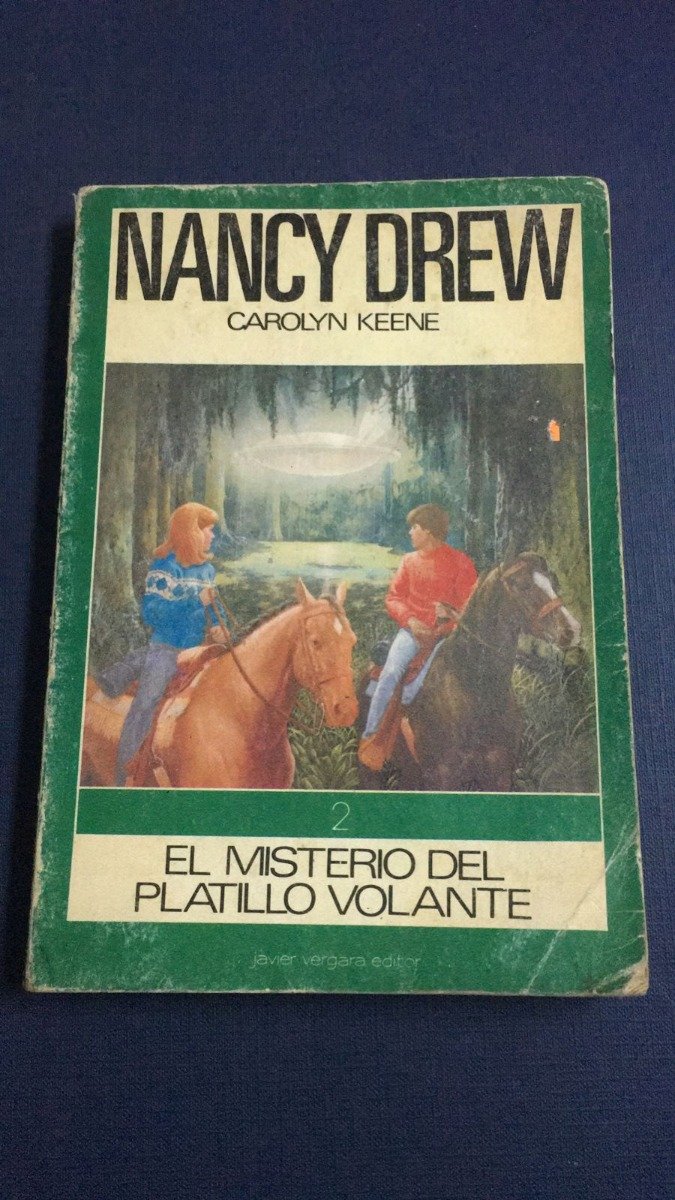 NANCY DREW
CAROLYN KEENE
2
EL MISTERIO DEL
PLATILLO VOLANTE
javier vergara editor